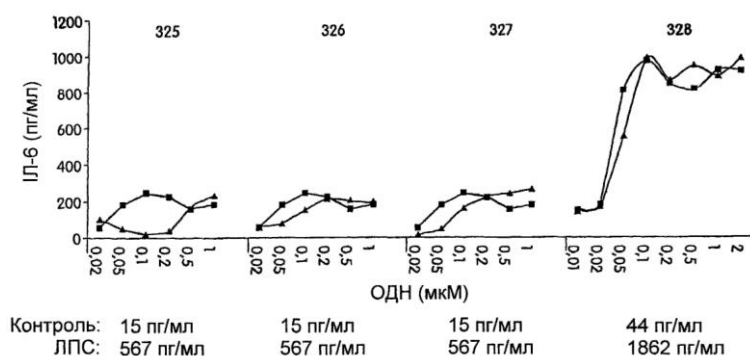 1200
325 326 327 328
1000
800
600
400
200
0
ІЛ-6 (пг/мл)
0,02 0,05 0,1 0,2 0,5 1 0,02 0,05 0,1 0,2 0,5 1 0,02 0,05 0,1 0,2 0,5 1 0,01 0,02 0,05 0,1 0,2 0,5 1 2
ОДН (мкМ)
Контроль: 15 пг/мл 15 пг/мл 15 пг/мл 44 пг/мл
ЛПС: 567 пг/мл 567 пг/мл 567 пг/мл 1862 пг/мл